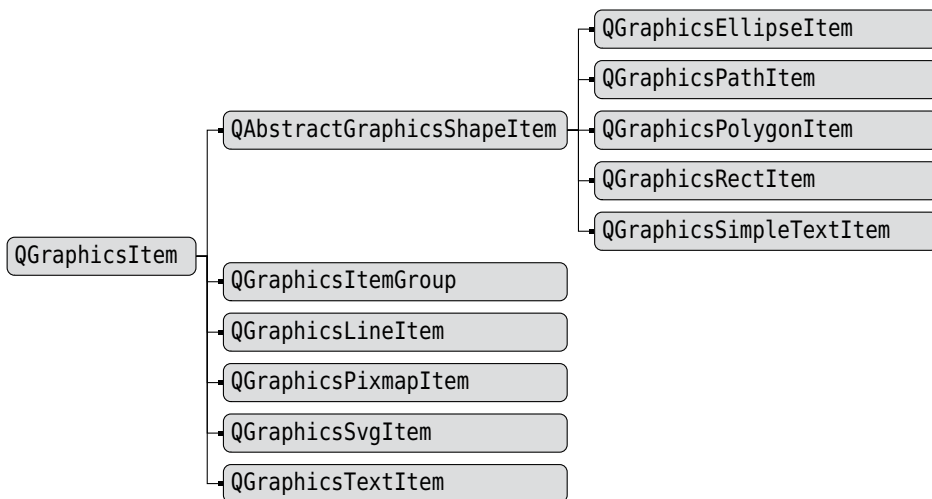 QGraphicsItem
QAbstractGraphicsShapeItem
QGraphicsEllipseItem
QGraphicsPathItem
QGraphicsPolygonItem
QGraphicsRectItem
QGraphicsSimpleTextItem
QGraphicsItemGroup
QGraphicsLineItem
QGraphicsPixmapItem
QGraphicsSvgItem
QGraphicsTextItem